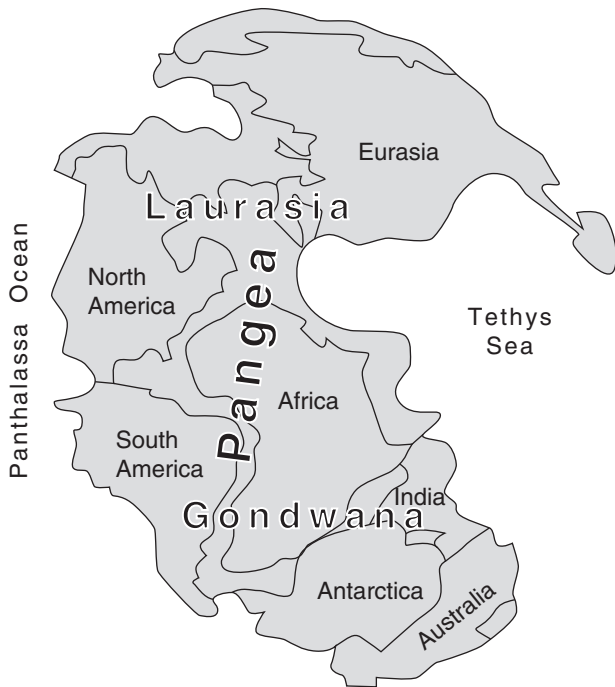 Eurasia
Laurasia
North
America
Pangea
Tethys
Sea
Panthalassa Ocean
Africa
South
America
India
Gondwana
Antarctica
Australia